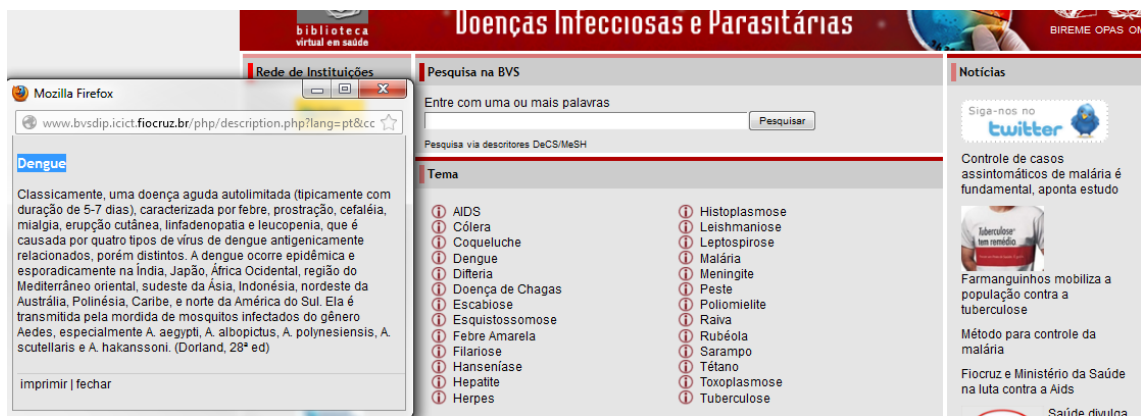 biblioteca
virtual em saúde
Doenças Infecciosas e Parasitárias
BIREME OPAS OM
Rede de Instituições
Mozilla Firefox
www.bvsdip.icict.fiocruz.br/php/description.php?lang=pt&cc
Dengue
Classicamente, uma doença aguda autolimitada (tipicamente com
duração de 5-7 dias), caracterizada por febre, prostração, cefaléia,
mialgia, erupção cutânea, linfadenopatia e leucopenia, que é
causada por quatro tipos de vírus de dengue antigenicamente
relacionados, porém distintos. A dengue ocorre epidêmica e
esporadicamente na Índia, Japão, África Ocidental, região do
Mediterrâneo oriental, sudeste da Ásia, Indonésia, nordeste da
Austrália, Polinésia, Caribe, e norte da América do Sul. Ela é
transmitida pela mordida de mosquitos infectados do gênero
Aedes, especialmente A. aegypti, A. albopictus, A. polynesiensis, A.
scutellaris e A. hakanssoni. (Dorland, 28ª ed)
imprimir | fechar
Pesquisa na BVS
Entre com uma ou mais palavras
Pesquisar
Pesquisa via descritores DeCS/MeSH
Tema
AIDS
Cólera
Coqueluche
Dengue
Difteria
Doença de Chagas
Escabiose
Esquistossomose
Febre Amarela
Filariose
Hanseníase
Hepatite
Herpes
Histoplasmose
Leishmaniose
Leptospirose
Malária
Meningite
Peste
Poliomielite
Raiva
Rubéola
Sarampo
Tétano
Toxoplasmose
Tuberculose
Notícias
Siga-nos no
twitter
Controle de casos
assintomáticos de malária é
fundamental, aponta estudo
Tuberculose
tem remédio
Farmanguinhos mobiliza a
população contra a
tuberculose
Método para controle da
malária
Fiocruz e Ministério da Saúde
na luta contra a Aids
Saúde divulga